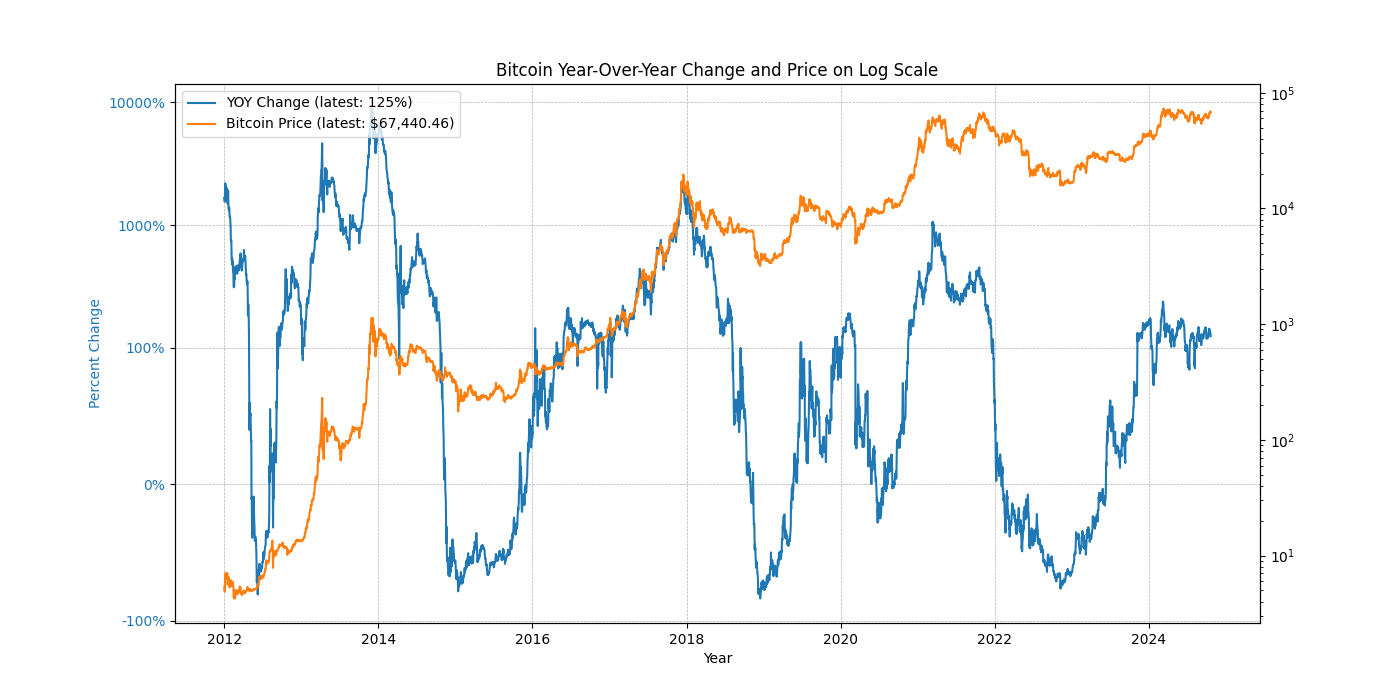 Bitcoin Year-Over-Year Change and Price on Log Scale
YOY Change (latest: 125%)
Bitcoin Price (latest: $67,440.46)
Percent Change
10000%
1000%
100%
0%
-100%
10⁵
10⁴
10³
10²
10¹
2012 2014 2016 2018 2020 2022 2024
Year